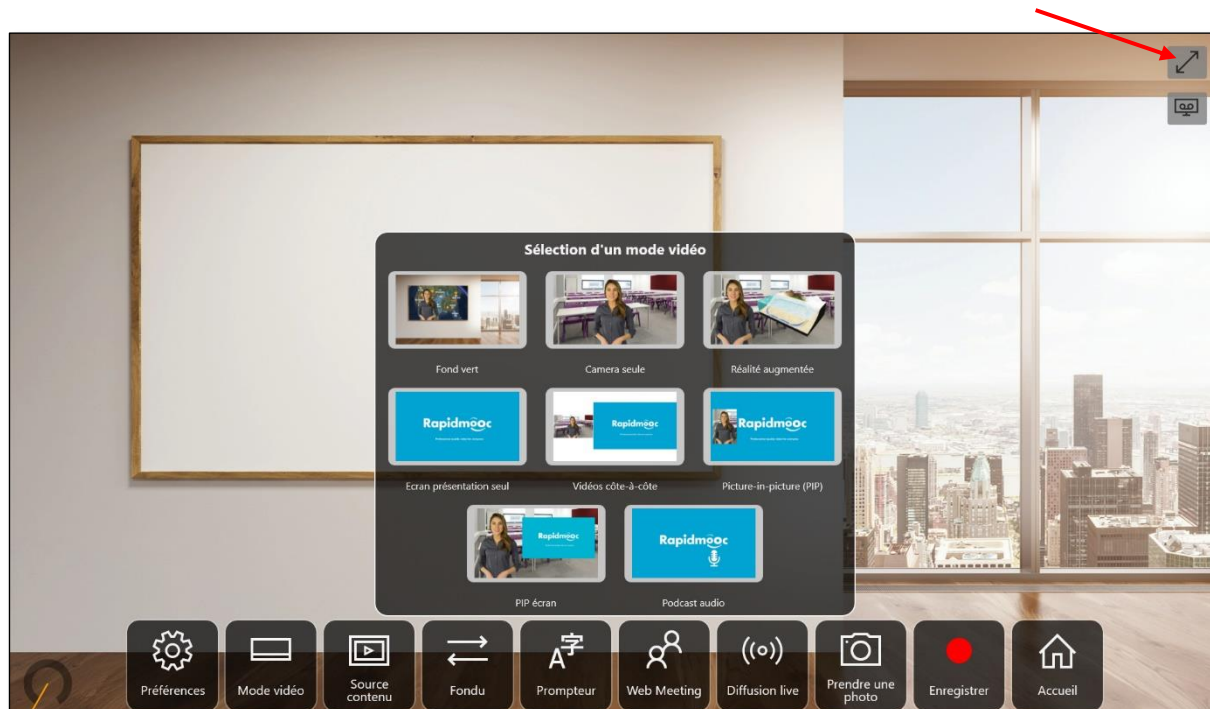 Sélection d'un mode vidéo
Fond vert
Camera seule
Réalité augmentée
Rapidmooc
Rapidmooc
Rapidmooc
Ecran présentation seul
Vidéos côte-à-côte
Picture-in-picture (PIP)
Rapidmooc
Rapidmooc
PIP écran
Podcast audio
A字
Préférences
Mode vidéo
Source
contenu
Fondu
Prompteur
Web Meeting
Diffusion live
Prendre une
photo
Enregistrer
Accueil